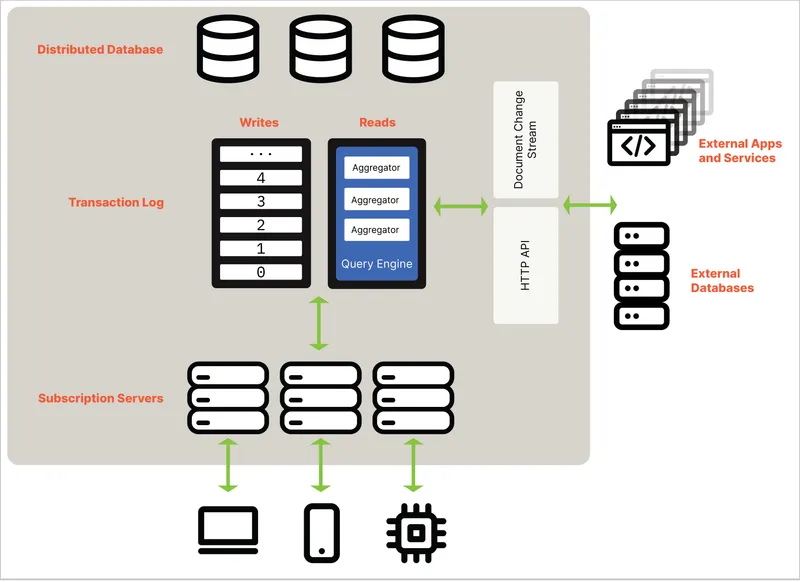 Distributed Database
Writes
Reads
Transaction Log
...
4
3
2
1
0
Aggregator
Aggregator
Aggregator
Query Engine
Document Change
Stream
HTTP API
</>
External Apps
and Services
External
Databases
Subscription Servers